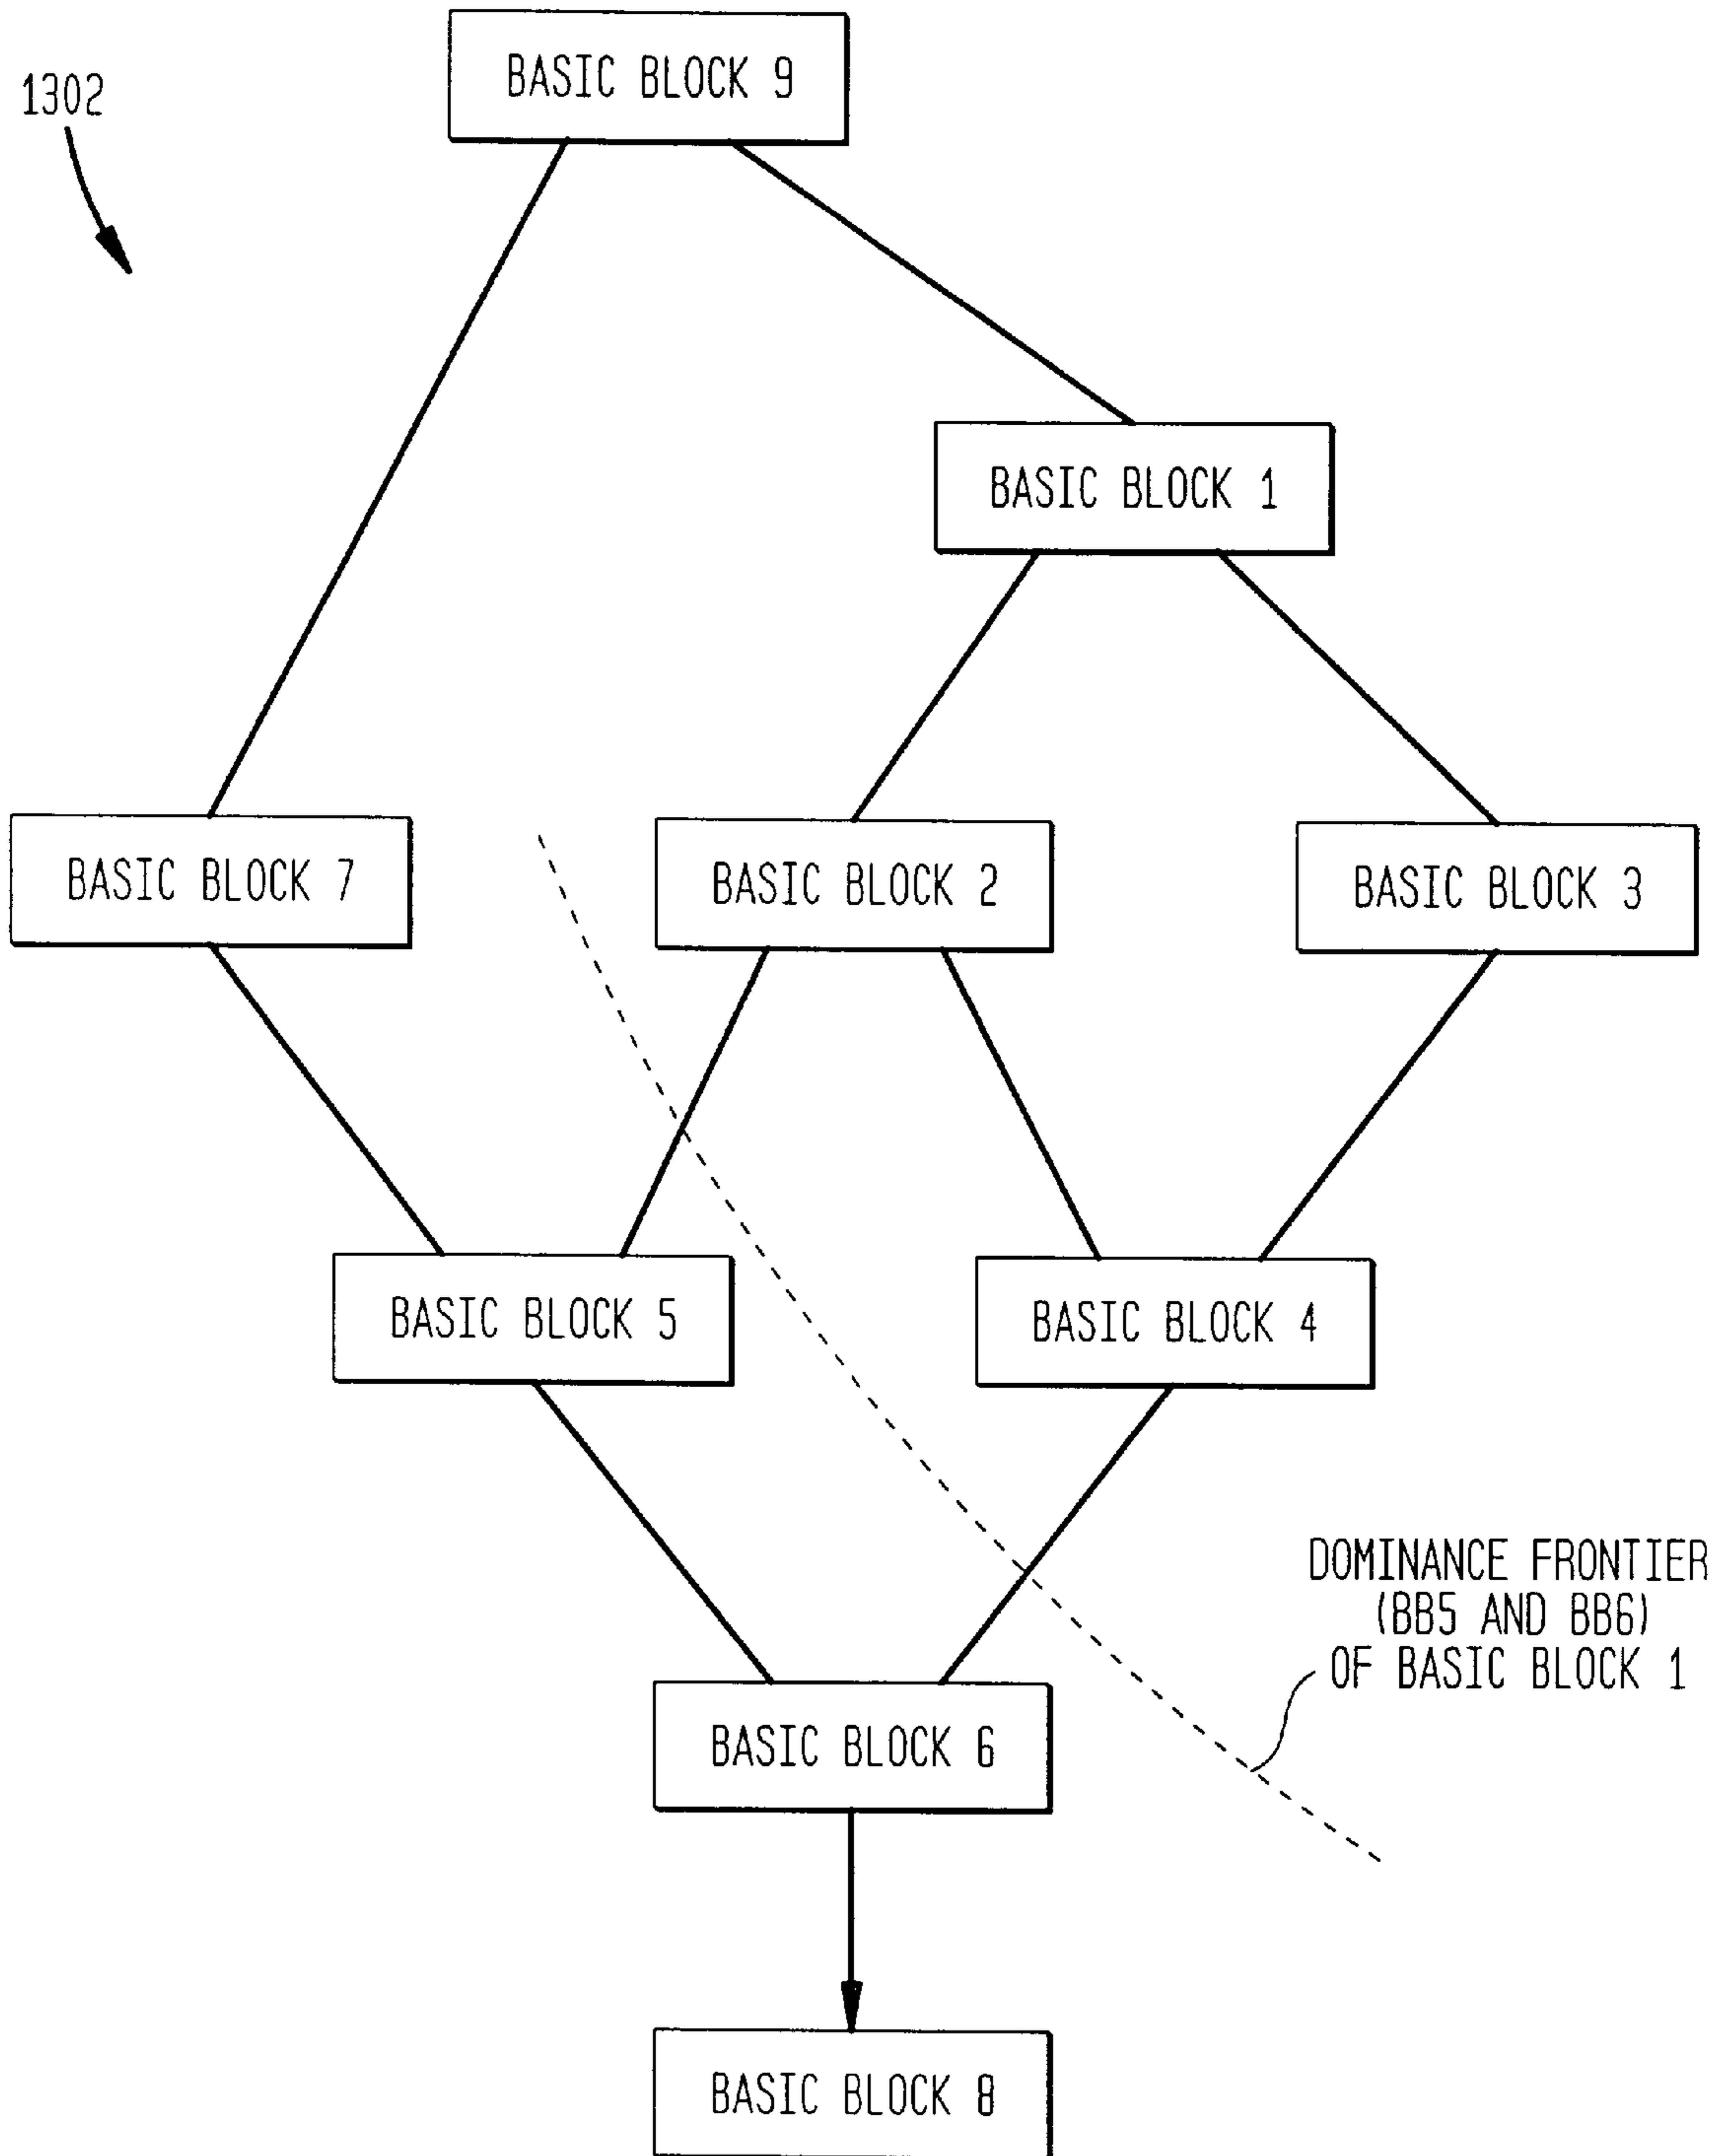 BASIC BLOCK 9
1302
BASIC BLOCK 1
BASIC BLOCK 7
BASIC BLOCK 2
BASIC BLOCK 3
BASIC BLOCK 5
BASIC BLOCK 4
DOMINANCE FRONTIER
(BB5 AND BB6)
OF BASIC BLOCK 1
BASIC BLOCK 6
BASIC BLOCK 8